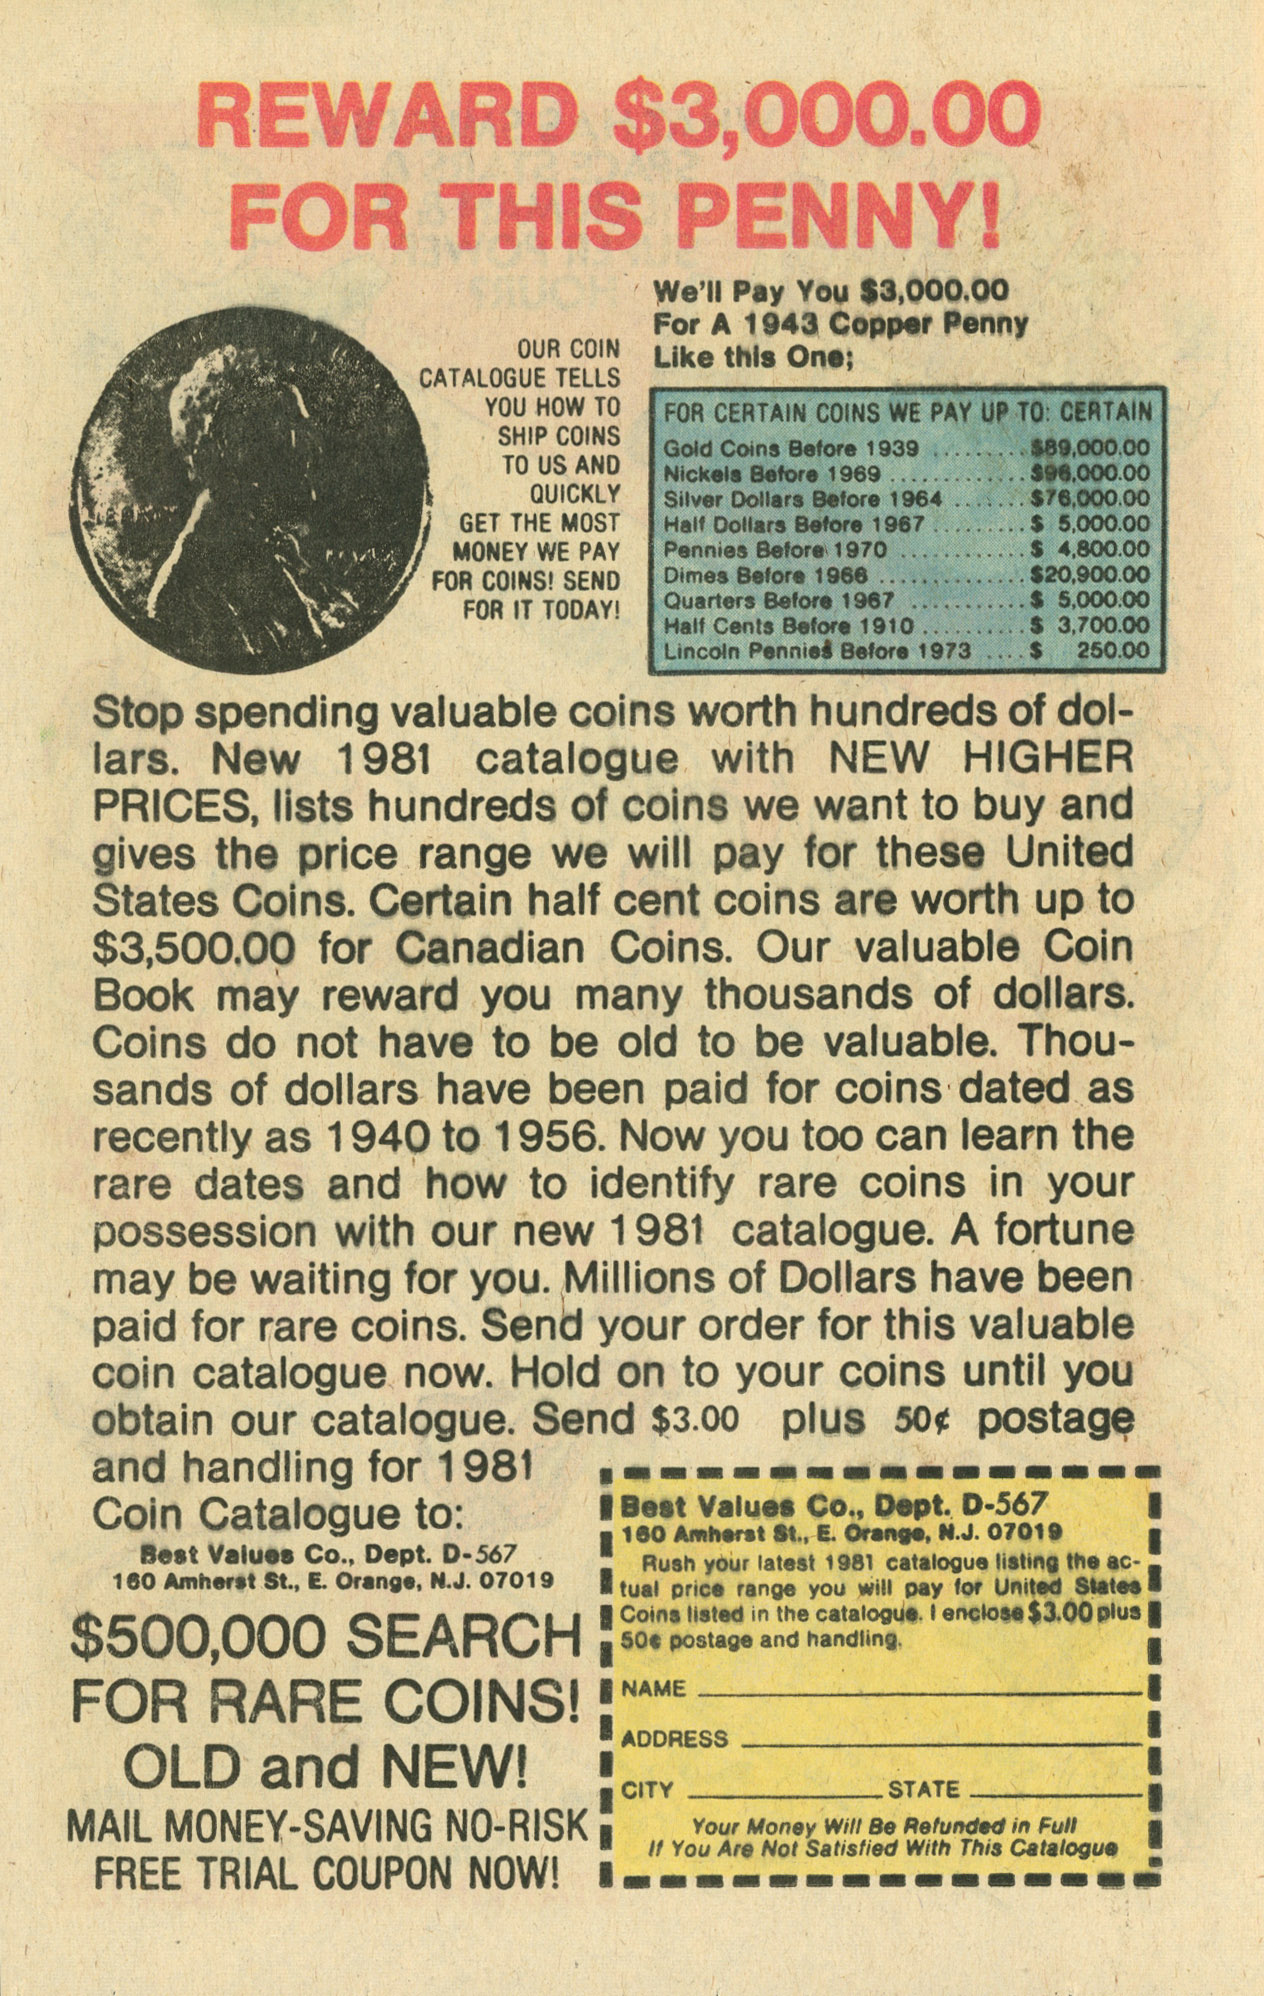 REWARD $3,000.00
FOR THIS PENNY!
We'll Pay You $3,000.00
For A 1943 Copper Penny
Like this One;
OUR COIN
CATALOGUE TELLS
YOU HOW TO
SHIP COINS
TO US AND
QUICKLY
GET THE MOST
MONEY WE PAY
FOR COINS! SEND
FOR IT TODAY!
FOR CERTAIN COINS WE PAY UP TO: CERTAIN
Gold Coins Before 1939 ......... $89,000.00
Nickels Before 1969 ............. $96,000.00
Silver Dollars Before 1964 ....... $76,000.00
Half Dollars Before 1967 ......... $ 5,000.00
Pennies Before 1970 ............ $ 4,800.00
Dimes Before 1966 .............. $20,900.00
Quarters Before 1967 ........... $ 5,000.00
Half Cents Before 1910 .......... $ 3,700.00
Lincoln Pennies Before 1973 .... $ 250.00
Stop spending valuable coins worth hundreds of dol-
lars. New 1981 catalogue with NEW HIGHER
PRICES, lists hundreds of coins we want to buy and
gives the price range we will pay for these United
States Coins. Certain half cent coins are worth up to
$3,500.00 for Canadian Coins. Our valuable Coin
Book may reward you many thousands of dollars.
Coins do not have to be old to be valuable. Thou-
sands of dollars have been paid for coins dated as
recently as 1940 to 1956. Now you too can learn the
rare dates and how to identify rare coins in your
possession with our new 1981 catalogue. A fortune
may be waiting for you. Millions of Dollars have been
paid for rare coins. Send your order for this valuable
coin catalogue now. Hold on to your coins until you
obtain our catalogue. Send $3.00 plus 50¢ postage
and handling for 1981
Coin Catalogue to:
Best Values Co., Dept. D-567
160 Amherst St., E. Orange, N.J. 07019
$500,000 SEARCH
FOR RARE COINS!
OLD and NEW!
MAIL MONEY-SAVING NO-RISK
FREE TRIAL COUPON NOW!
Best Values Co., Dept. D-567
160 Amherst St., E. Orange, N.J. 07019
Rush your latest 1981 catalogue listing the ac-
tual price range you will pay for United States
Coins listed in the catalogue. I enclose $3.00 plus
50¢ postage and handling.
NAME
ADDRESS
CITY STATE
Your Money Will Be Refunded in Full
If You Are Not Satisfied With This Catalogue